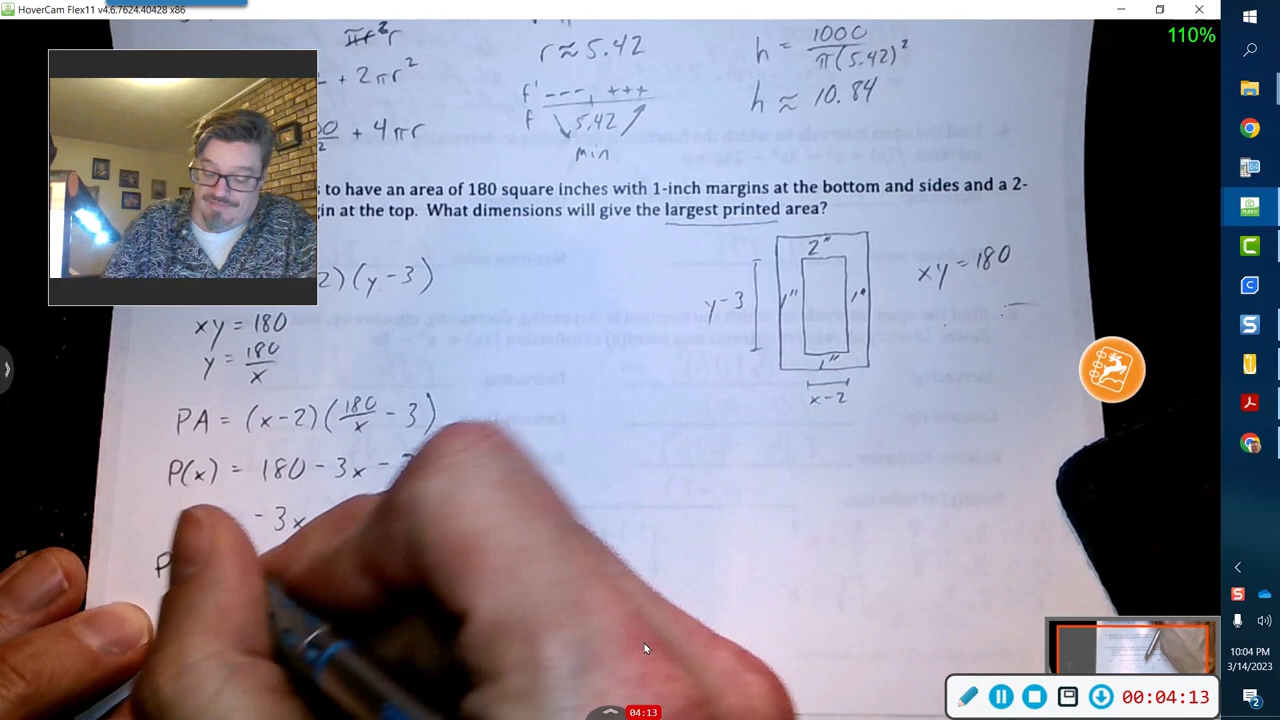 HoverCam Flex11 v4.6.7624.40428 x86
110%
r ≈ 5.42
h = 1000 / π(5.42)²
+ 2πr²
f' --- +++
f 5.42
min
h ≈ 10.84
+ 4πr
to have an area of 180 square inches with 1-inch margins at the bottom and sides and a 2-
gin at the top. What dimensions will give the largest printed area?
2)(y-3)
2"
y-3
1"
1"
1"
x-2
xy = 180
xy = 180
y = 180/x
PA = (x-2)(180/x - 3)
P(x) = 180 - 3x -
- 3x
P
FLEX11
04:13
10:04 PM
3/14/2023
2
00:04:13